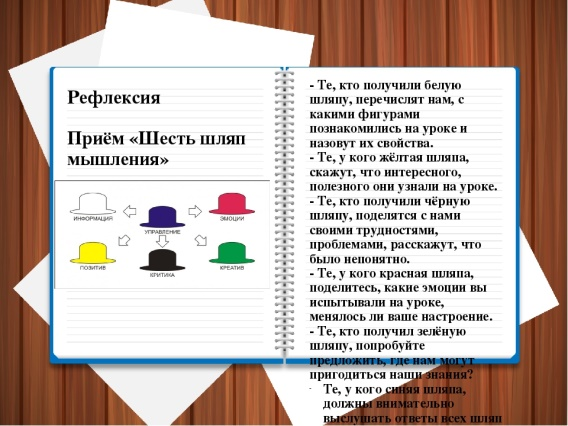 Рефлексия
Приём «Шесть шляп
мышления»
ИНФОРМАЦИЯ
УПРАВЛЕНИЕ
ЭМОЦИИ
ПОЗИТИВ
КРИТИКА
КРЕАТИВ
- Те, кто получили белую
шляпу, перечислят нам, с
какими фигурами
познакомились на уроке и
назовут их свойства.
- Те, у кого жёлтая шляпа,
скажут, что интересного,
полезного они узнали на уроке.
- Те, кто получили чёрную
шляпу, поделятся с нами
своими трудностями,
проблемами, расскажут, что
было непонятно.
- Те, у кого красная шляпа,
поделитесь, какие эмоции вы
испытывали на уроке,
менялось ли ваше настроение.
- Те, кто получил зелёную
шляпу, попробуйте
предложить, где нам могут
пригодиться наши знания?
- Те, у кого синяя шляпа,
должны внимательно
выслушать ответы всех шляп